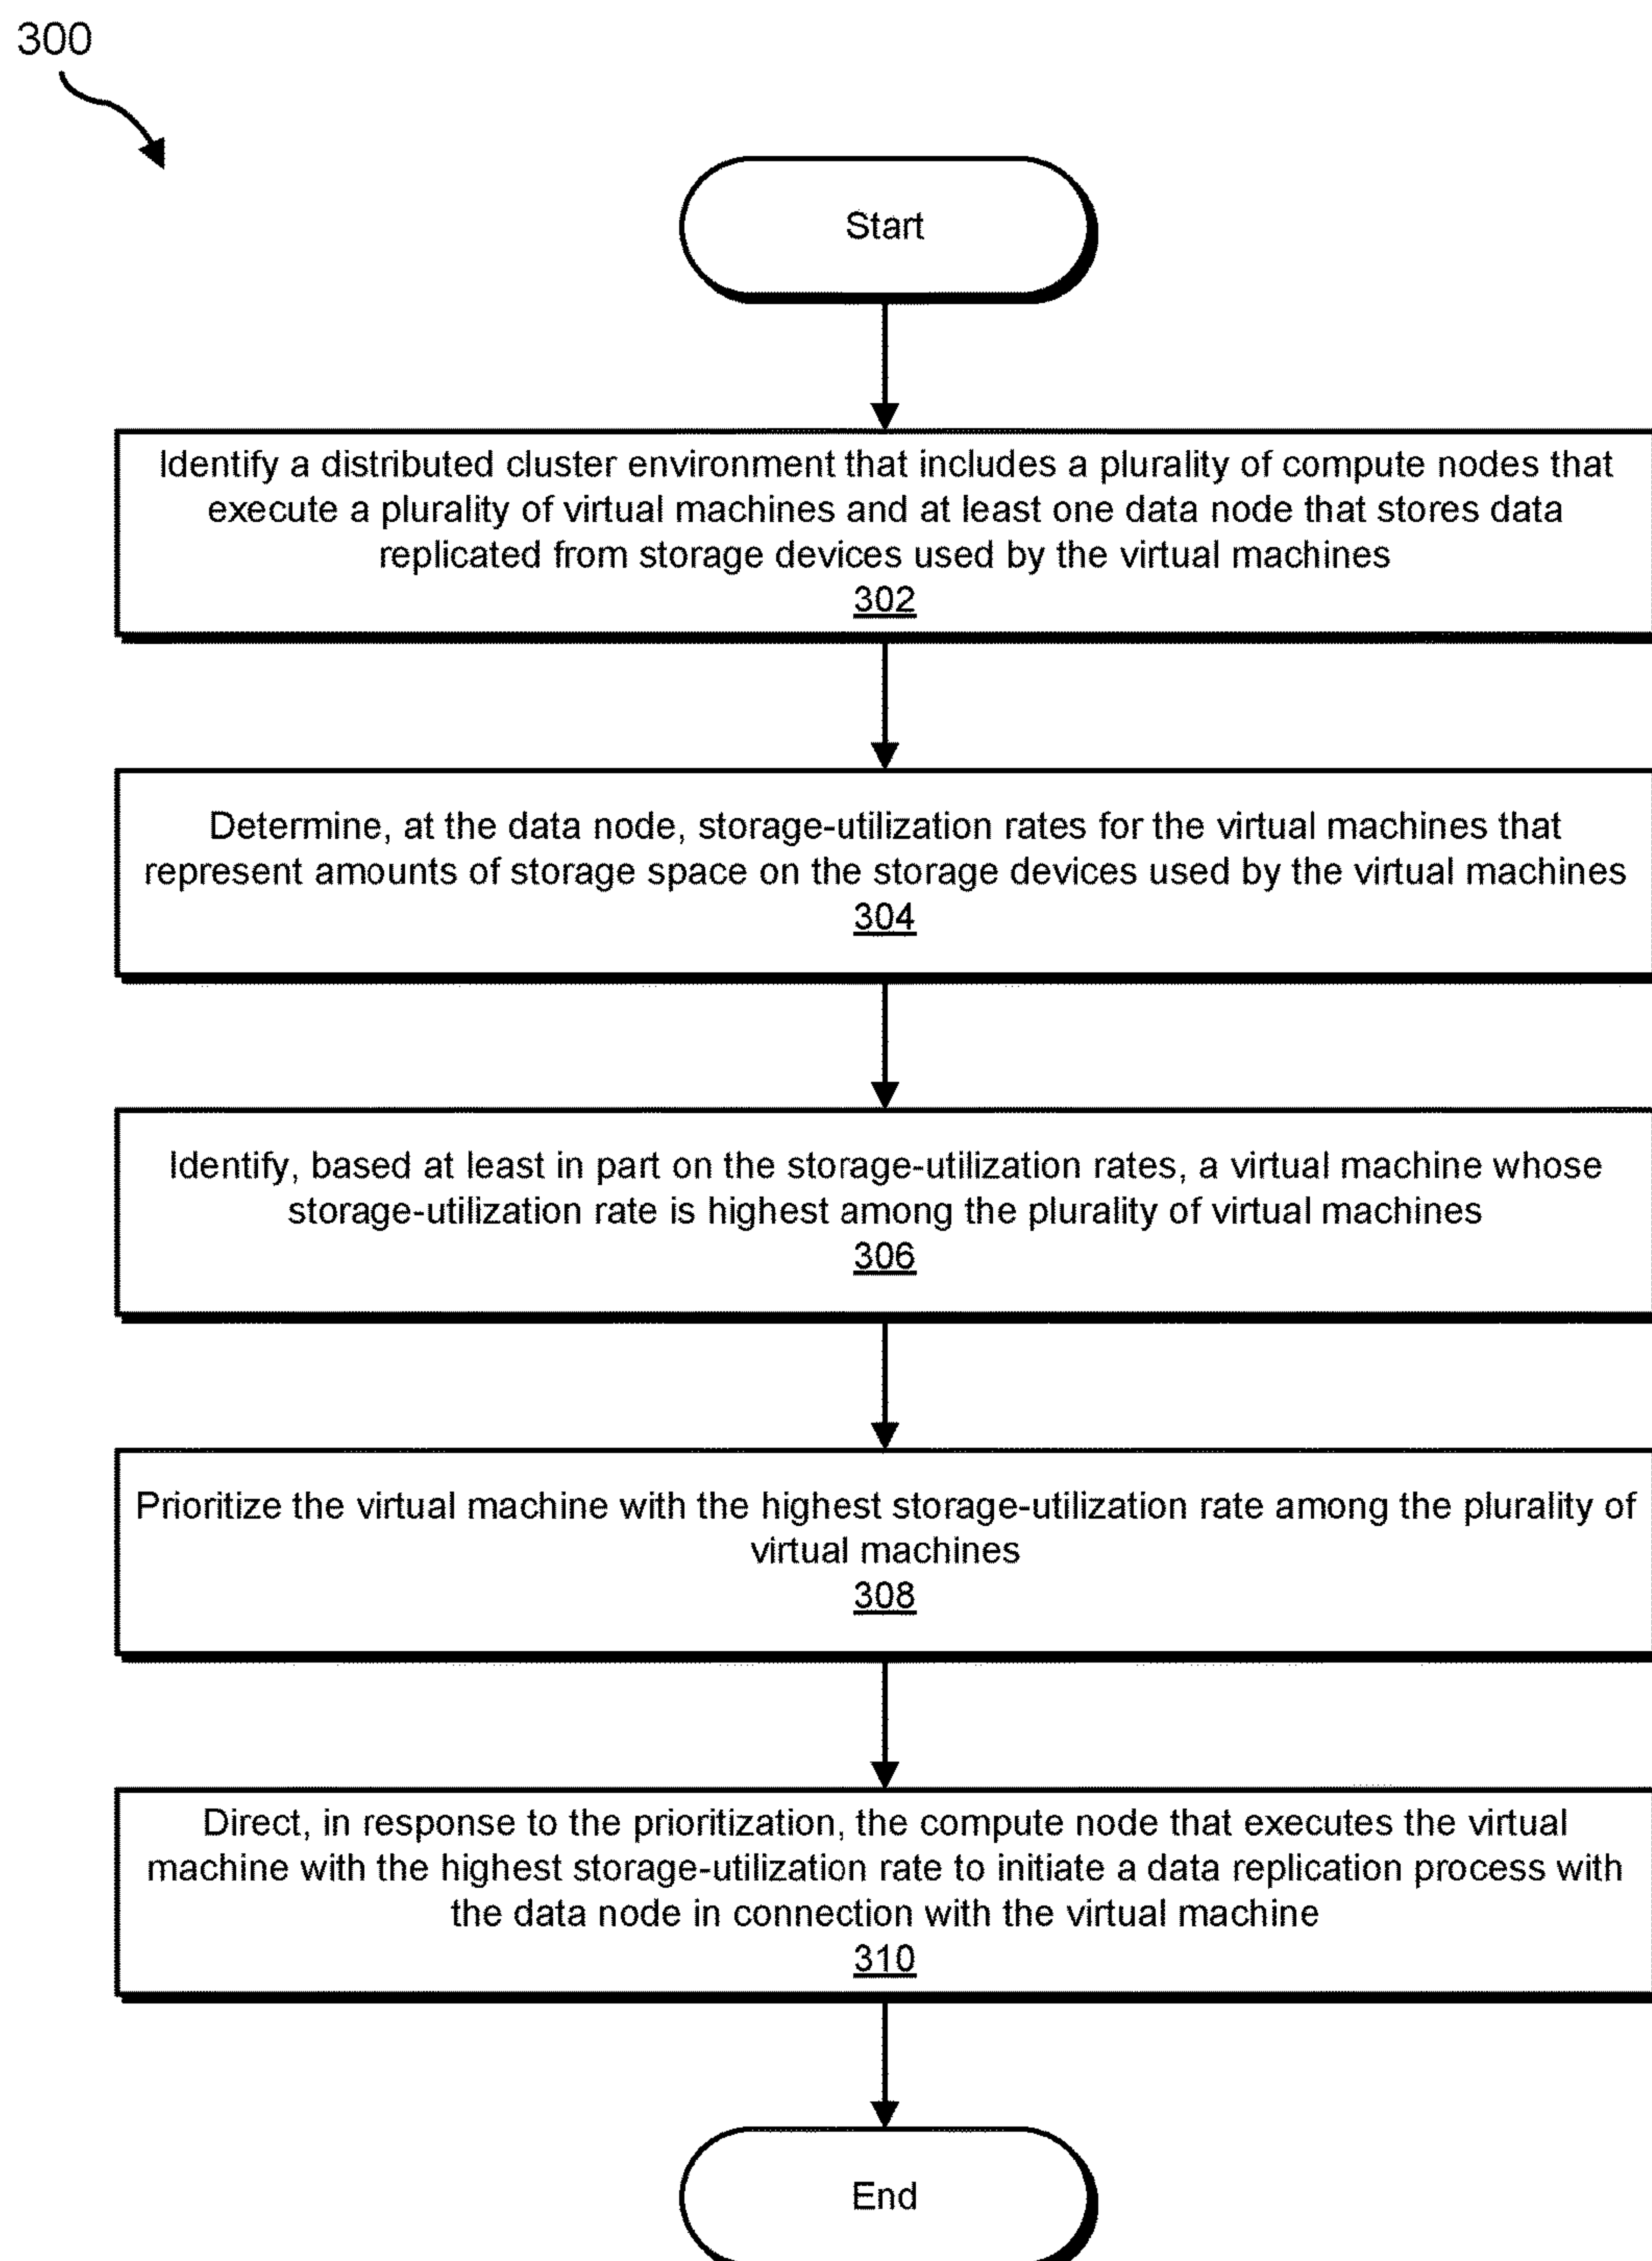 300
Start
Identify a distributed cluster environment that includes a plurality of compute nodes that
execute a plurality of virtual machines and at least one data node that stores data
replicated from storage devices used by the virtual machines
302
Determine, at the data node, storage-utilization rates for the virtual machines that
represent amounts of storage space on the storage devices used by the virtual machines
304
Identify, based at least in part on the storage-utilization rates, a virtual machine whose
storage-utilization rate is highest among the plurality of virtual machines
306
Prioritize the virtual machine with the highest storage-utilization rate among the plurality of
virtual machines
308
Direct, in response to the prioritization, the compute node that executes the virtual
machine with the highest storage-utilization rate to initiate a data replication process with
the data node in connection with the virtual machine
310
End